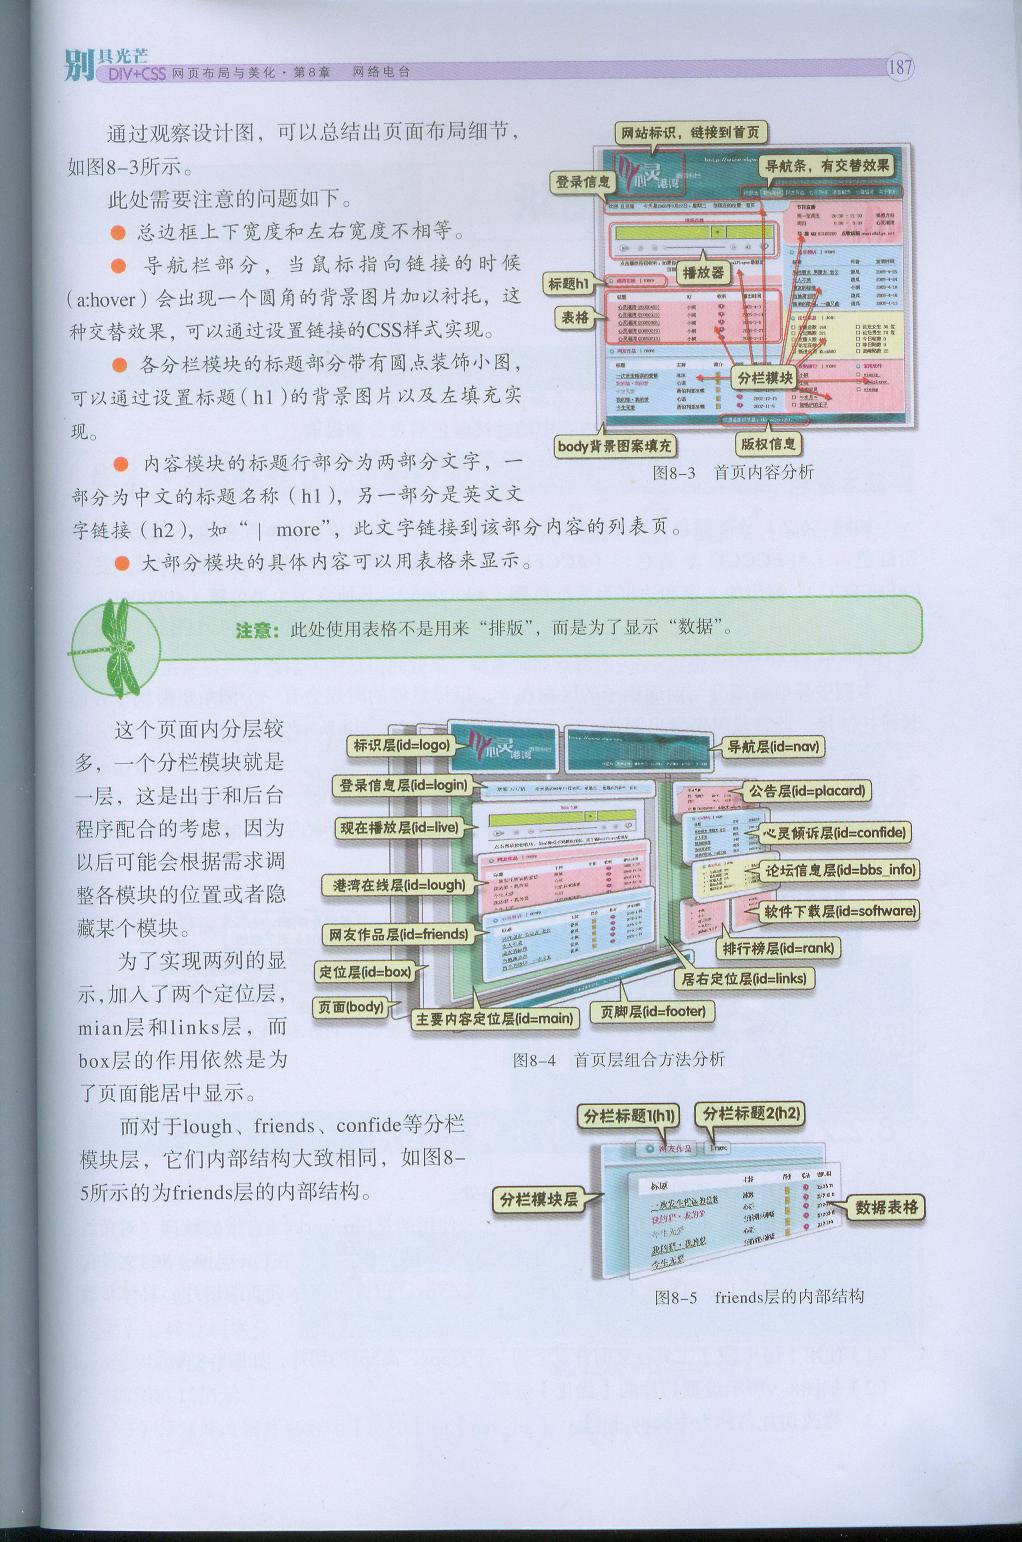 别具光芒
DIV+CSS 网页布局与美化·第8章 网络电台
187
通过观察设计图，可以总结出页面布局细节，
如图8-3所示。
此处需要注意的问题如下。
● 总边框上下宽度和左右宽度不相等。
● 导航栏部分，当鼠标指向链接的时候
（a:hover）会出现一个圆角的背景图片加以衬托，这
种交替效果，可以通过设置链接的CSS样式实现。
● 各分栏模块的标题部分带有圆点装饰小图，
可以通过设置标题（h1）的背景图片以及左填充实
现。
● 内容模块的标题行部分为两部分文字，一
部分为中文的标题名称（h1），另一部分是英文文
字链接（h2），如“｜ more”，此文字链接到该部分内容的列表页。
● 大部分模块的具体内容可以用表格来显示。
网站标识，链接到首页
导航条，有交替效果
登录信息
播放器
标题h1
表格
分栏模块
body背景图案填充
版权信息
图8-3 首页内容分析
注意：此处使用表格不是用来“排版”，而是为了显示“数据”。
这个页面内分层较
多，一个分栏模块就是
一层，这是出于和后台
程序配合的考虑，因为
以后可能会根据需求调
整各模块的位置或者隐
藏某个模块。
为了实现两列的显
示,加入了两个定位层，
mian层和links层，而
box层的作用依然是为
了页面能居中显示。
标识层(id=logo)
导航层(id=nav)
登录信息层(id=login)
公告层(id=placard)
现在播放层(id=live)
心灵倾诉层(id=confide)
港湾在线层(id=lough)
论坛信息层(id=bbs_info)
网友作品层(id=friends)
软件下载层(id=software)
排行榜层(id=rank)
定位层(id=box)
居右定位层(id=links)
页面(body)
主要内容定位层(id=main)
页脚层(id=footer)
图8-4 首页层组合方法分析
而对于lough、friends、confide等分栏
模块层，它们内部结构大致相同，如图8-
5所示的为friends层的内部结构。
分栏标题1(h1)
分栏标题2(h2)
网友作品
标题
分栏模块层
数据表格
图8-5 friends层的内部结构